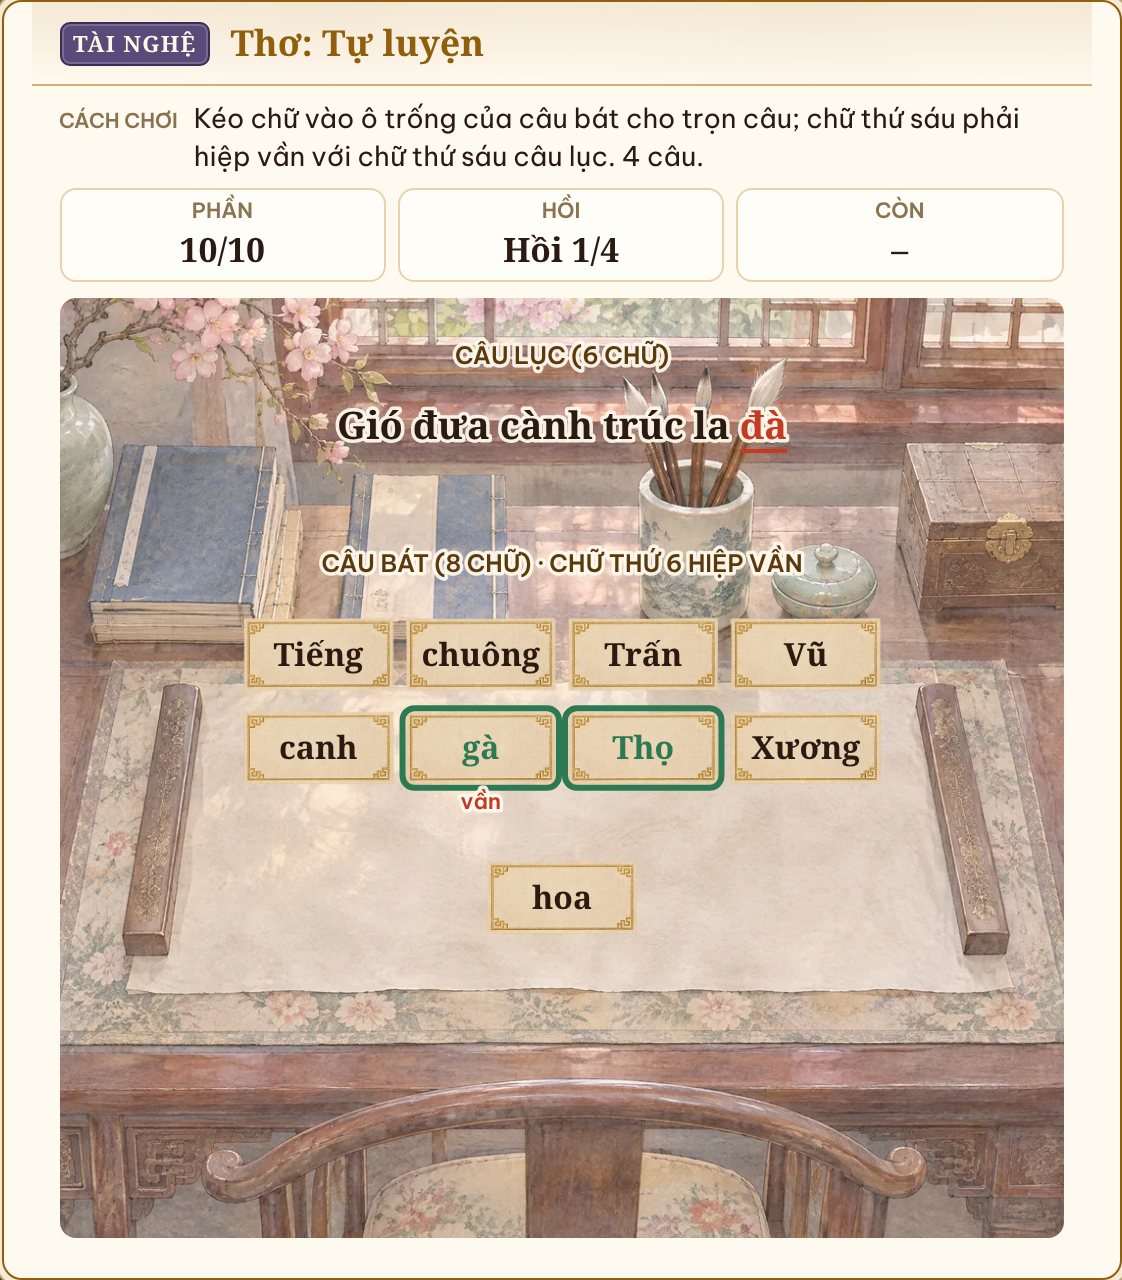 TÀI NGHỆ Thơ: Tự luyện
CÁCH CHƠI Kéo chữ vào ô trống của câu bát cho trọn câu; chữ thứ sáu phải
hiệp vần với chữ thứ sáu câu lục. 4 câu.
PHẦN HỒI CÒN
10/10 Hồi 1/4 –
CÂU LỤC (6 CHỮ)
Gió đưa cành trúc la đà
CÂU BÁT (8 CHỮ) · CHỮ THỨ 6 HIỆP VẦN
Tiếng chuông Trấn Vũ
canh gà Thọ Xương
vần
hoa